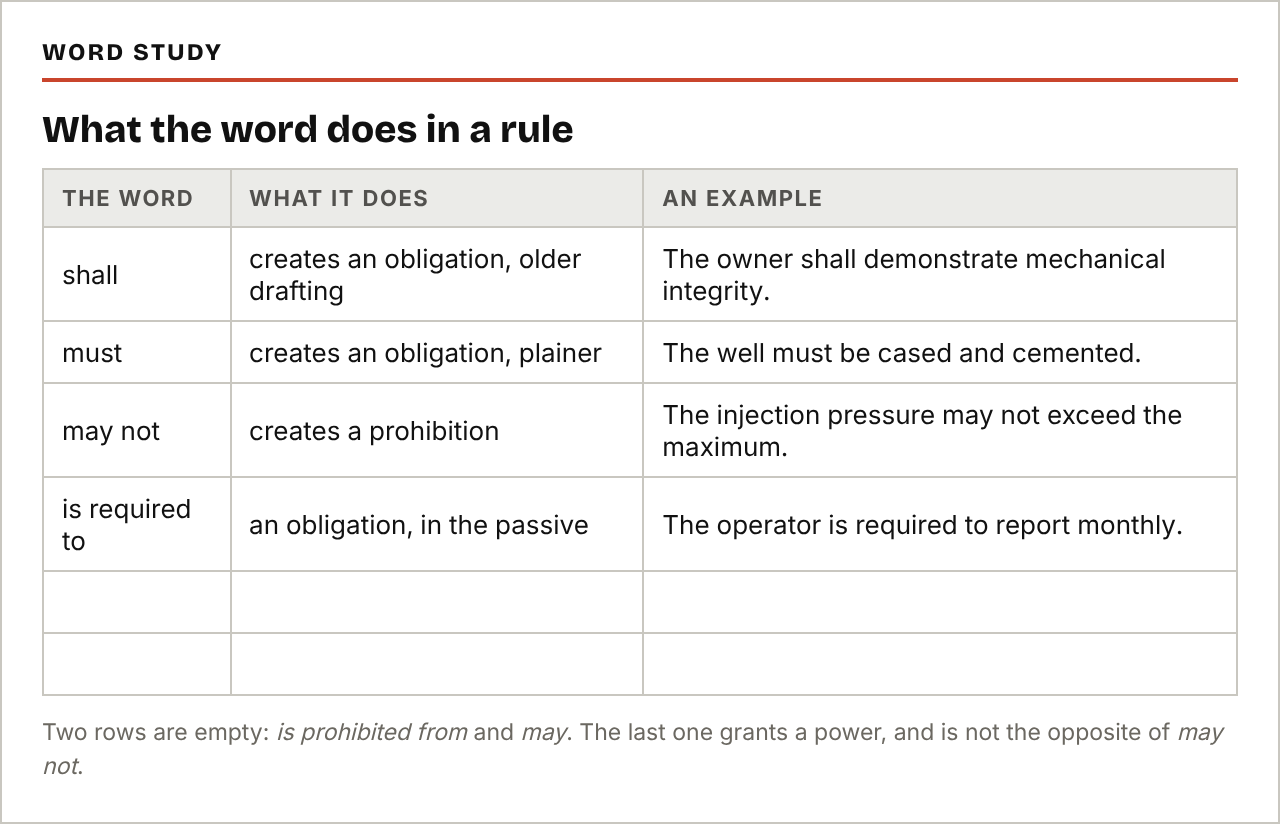 WORD STUDY
What the word does in a rule
THE WORD
WHAT IT DOES
AN EXAMPLE
shall
creates an obligation, older
drafting
The owner shall demonstrate mechanical
integrity.
must
creates an obligation, plainer
The well must be cased and cemented.
may not
creates a prohibition
The injection pressure may not exceed the
maximum.
is required
to
an obligation, in the passive
The operator is required to report monthly.
Two rows are empty: is prohibited from and may. The last one grants a power, and is not the opposite of may
not.